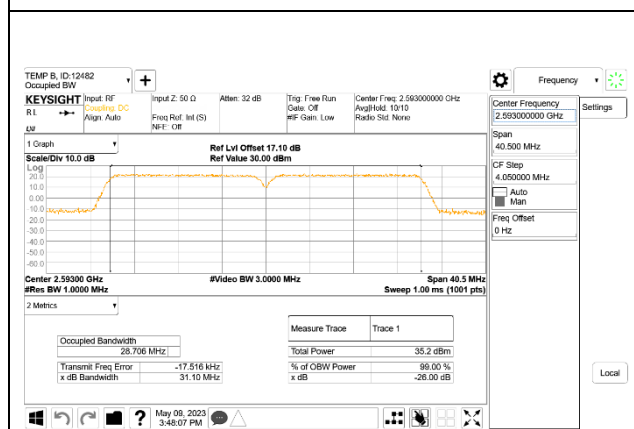 TEMP B, ID:12482
Occupied BW
+
Frequency
KEYSIGHT
RL
Input: RF
Coupling: DC
Align: Auto
Input Z: 50 Ω
Freq Ref: Int (S)
NFE: Off
Atten: 32 dB
Trig: Free Run
Gate: Off
#IF Gain: Low
Center Freq: 2.593000000 GHz
Avg|Hold: 10/10
Radio Std: None
Center Frequency
2.593000000 GHz
Settings
Span
40.500 MHz
CF Step
4.050000 MHz
Auto
Man
Freq Offset
0 Hz
1 Graph
Scale/Div 10.0 dB
Ref Lvl Offset 17.10 dB
Ref Value 30.00 dBm
Log
20.0
10.0
0.00
-10.0
-20.0
-30.0
-40.0
-50.0
-60.0
Center 2.59300 GHz
#Res BW 1.0000 MHz
#Video BW 3.0000 MHz
Span 40.5 MHz
Sweep 1.00 ms (1001 pts)
2 Metrics
Measure Trace
Trace 1
Occupied Bandwidth
28.706 MHz
Total Power
35.2 dBm
Transmit Freq Error
-17.516 kHz
% of OBW Power
99.00 %
x dB Bandwidth
31.10 MHz
x dB
-26.00 dB
Local
?
May 09, 2023
3:48:07 PM